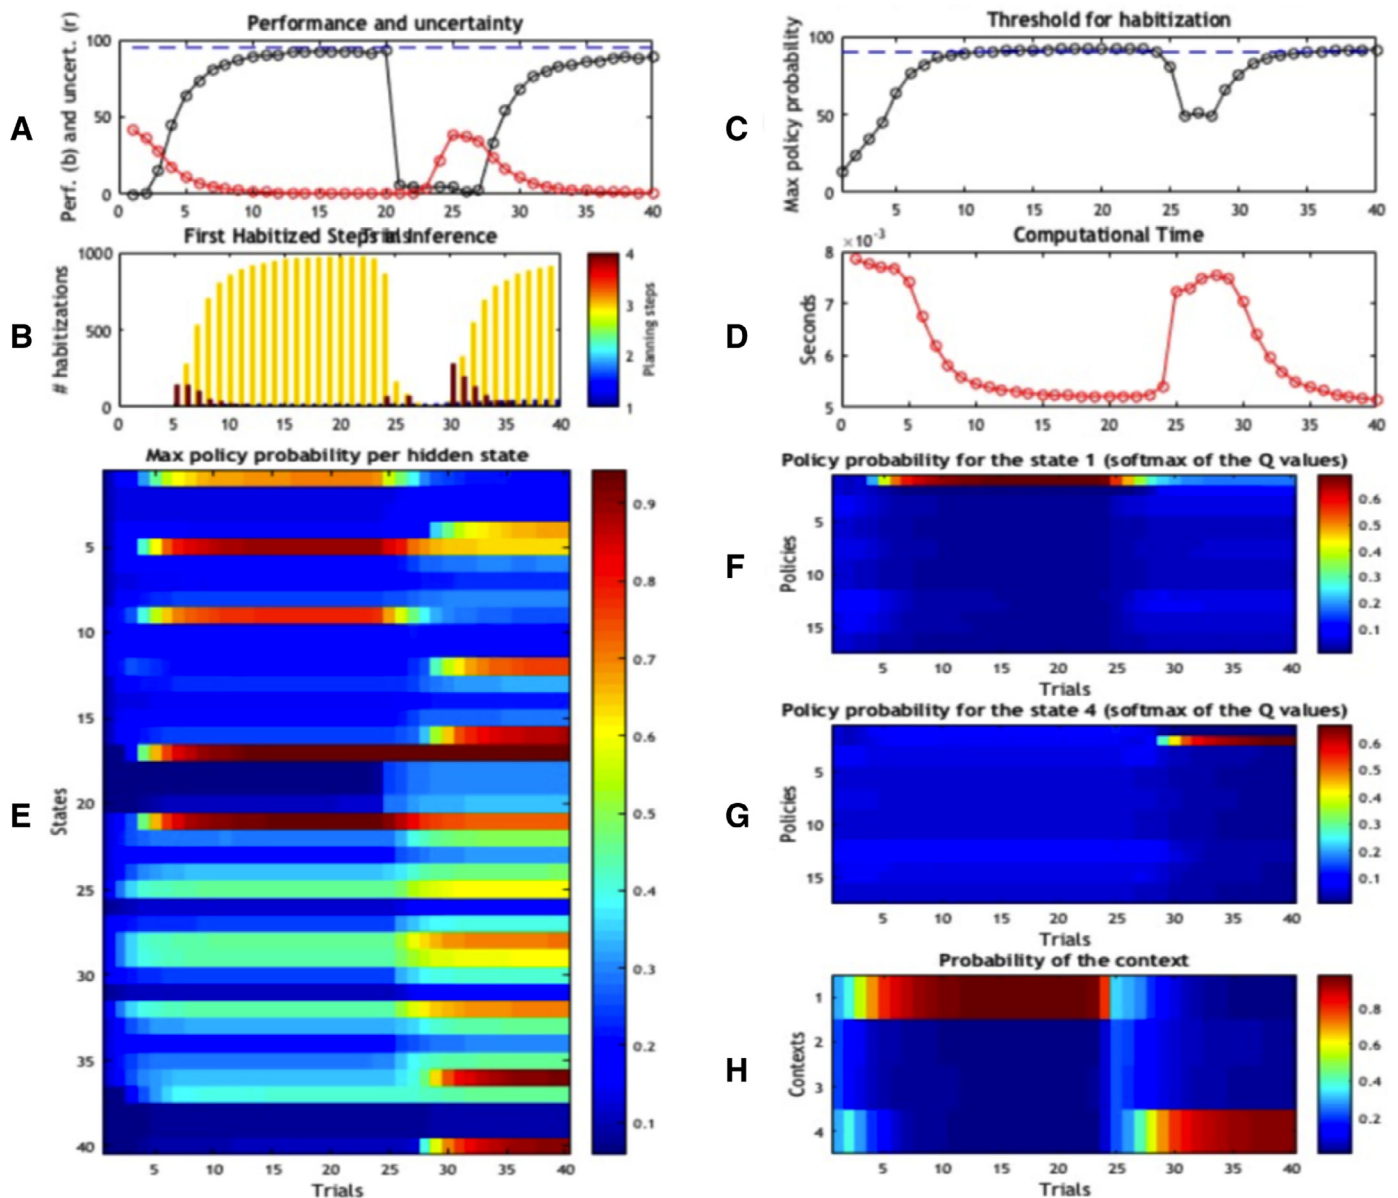 Performance and uncertainty
Threshold for habitization
A
Perf. (b) and uncert. (r)
100
50
0
0 5 10 15 20 25 30 35 40
Trials
C
Max policy probability
100
50
0
5 10 15 20 25 30 35 40
First Habitized Steps in Inference
Computational Time
B
# habitizations
1000
500
0
0 5 10 15 20 25 30 35 40
4
3
2
1
Planning steps
D
Seconds
×10⁻³
8
7
6
5
0 5 10 15 20 25 30 35 40
Max policy probability per hidden state
E
States
5
10
15
20
25
30
35
40
5 10 15 20 25 30 35 40
Trials
0.9
0.8
0.7
0.6
0.5
0.4
0.3
0.2
0.1
Policy probability for the state 1 (softmax of the Q values)
F
Policies
5
10
15
5 10 15 20 25 30 35 40
Trials
0.6
0.5
0.4
0.3
0.2
0.1
Policy probability for the state 4 (softmax of the Q values)
G
Policies
5
10
15
5 10 15 20 25 30 35 40
Trials
0.6
0.5
0.4
0.3
0.2
0.1
Probability of the context
H
Contexts
1
2
3
4
5 10 15 20 25 30 35 40
Trials
0.8
0.6
0.4
0.2